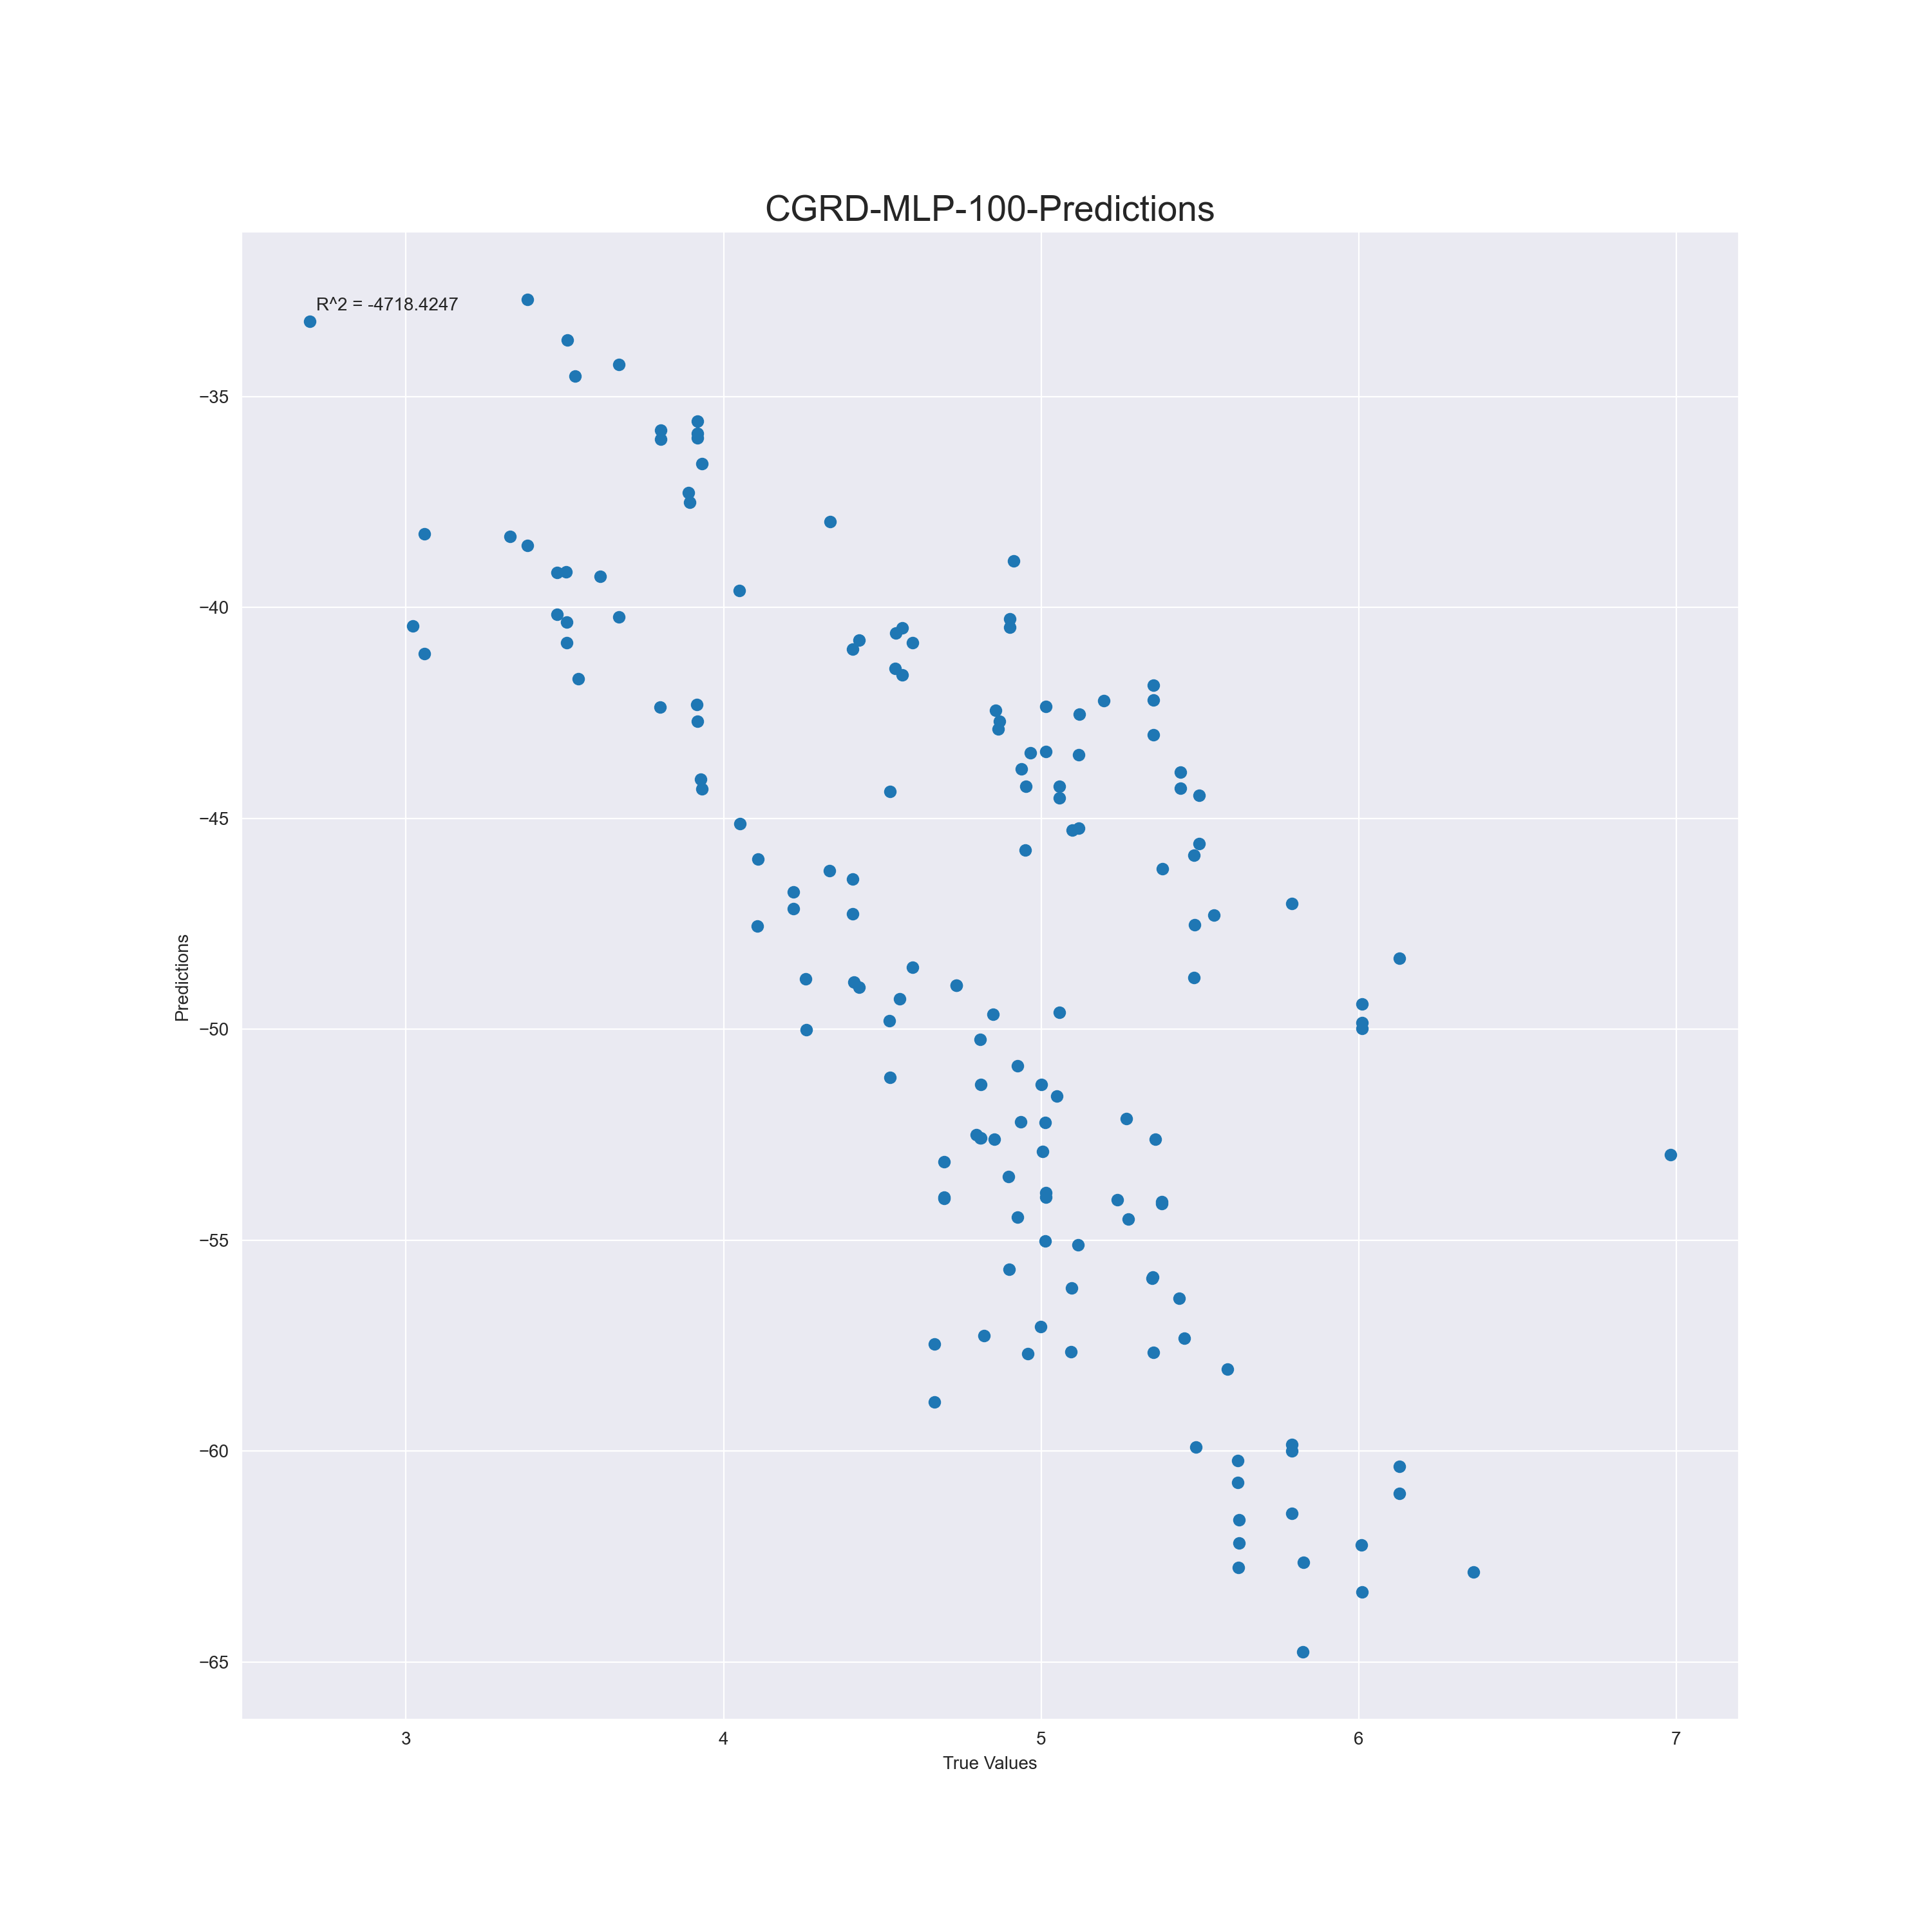 CGRD-MLP-100-Predictions
R^2 = -4718.4247
−35
−40
−45
−50
−55
−60
−65
Predictions
3 4 5 6 7
True Values